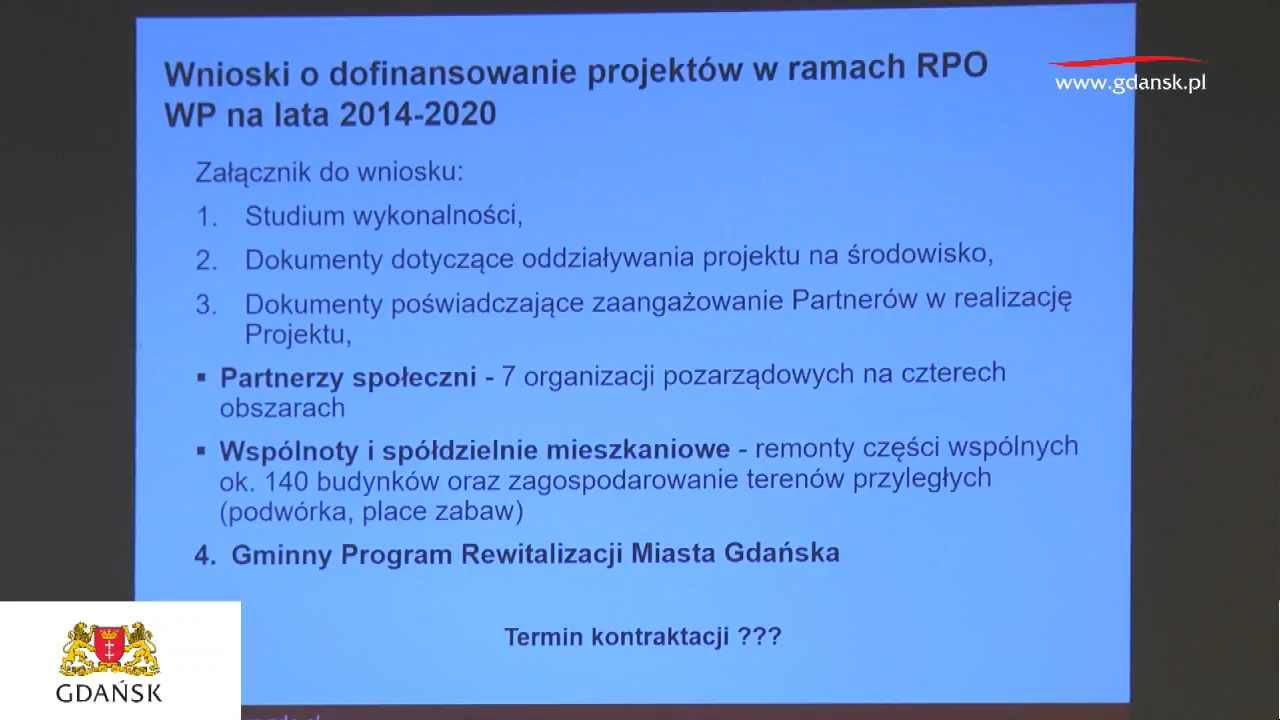 Wnioski o dofinansowanie projektów w ramach RPO
WP na lata 2014-2020
www.gdansk.pl
Załącznik do wniosku:
1. Studium wykonalności,
2. Dokumenty dotyczące oddziaływania projektu na środowisko,
3. Dokumenty poświadczające zaangażowanie Partnerów w realizację
Projektu,
▪ Partnerzy społeczni - 7 organizacji pozarządowych na czterech
obszarach
▪ Wspólnoty i spółdzielnie mieszkaniowe - remonty części wspólnych
ok. 140 budynków oraz zagospodarowanie terenów przyległych
(podwórka, place zabaw)
4. Gminny Program Rewitalizacji Miasta Gdańska
Termin kontraktacji ???
GDAŃSK